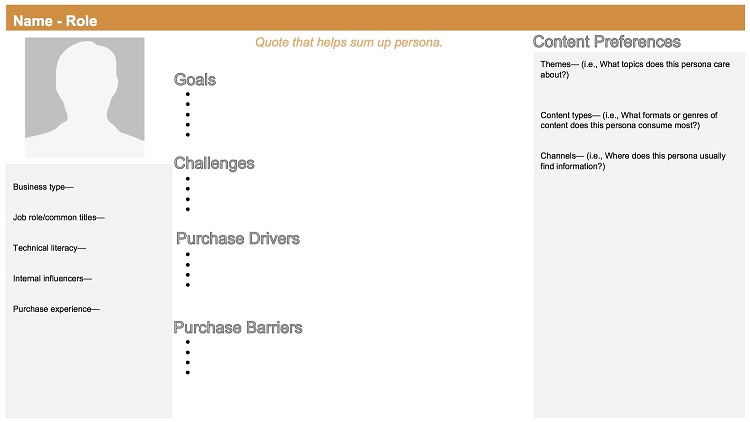 Name - Role
Quote that helps sum up persona.
Business type—
Job role/common titles—
Technical literacy—
Internal influencers—
Purchase experience—
Goals
Challenges
Purchase Drivers
Purchase Barriers
Content Preferences
Themes— (i.e., What topics does this persona care
about?)
Content types— (i.e., What formats or genres of
content does this persona consume most?)
Channels— (i.e., Where does this persona usually
find information?)